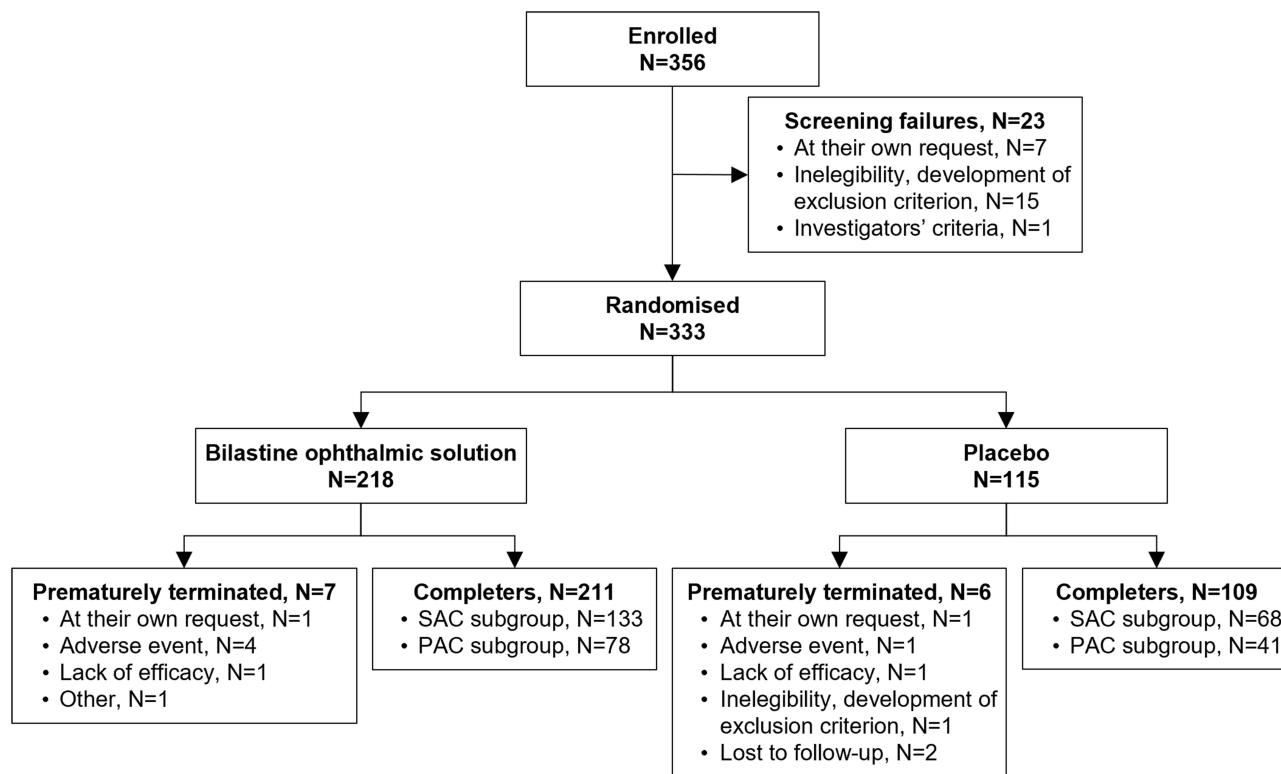 Enrolled
N=356
Screening failures, N=23
• At their own request, N=7
• Inelegibility, development of
exclusion criterion, N=15
• Investigators’ criteria, N=1
Randomised
N=333
Bilastine ophthalmic solution
N=218
Placebo
N=115
Prematurely terminated, N=7
• At their own request, N=1
• Adverse event, N=4
• Lack of efficacy, N=1
• Other, N=1
Completers, N=211
• SAC subgroup, N=133
• PAC subgroup, N=78
Prematurely terminated, N=6
• At their own request, N=1
• Adverse event, N=1
• Lack of efficacy, N=1
• Inelegibility, development of
exclusion criterion, N=1
• Lost to follow-up, N=2
Completers, N=109
• SAC subgroup, N=68
• PAC subgroup, N=41